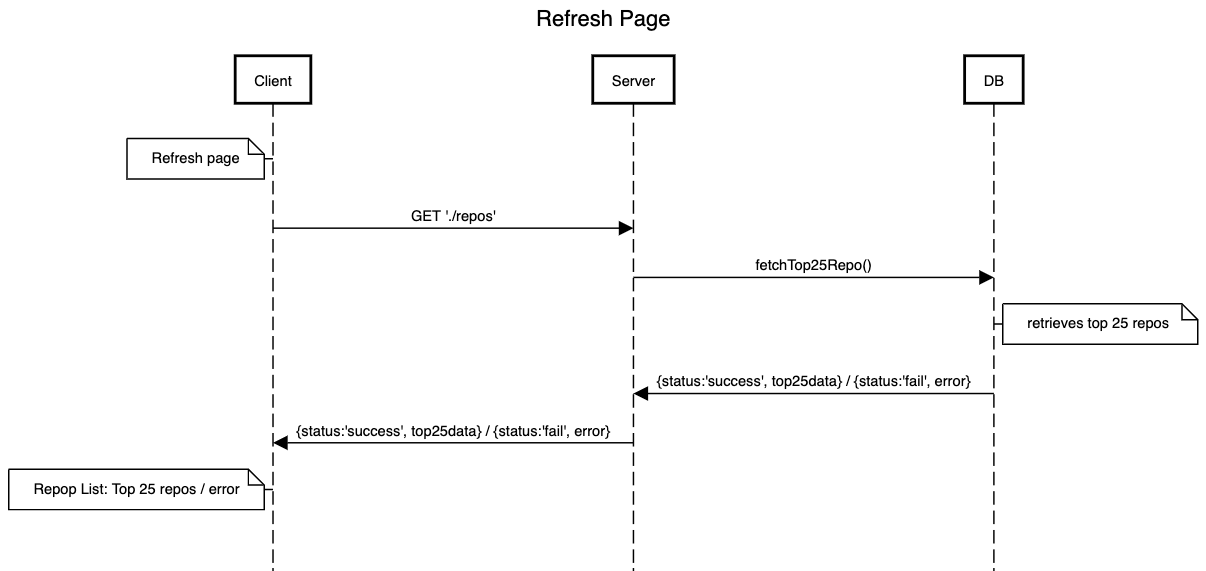 Refresh Page
Client
Server
DB
Refresh page
GET './repos'
fetchTop25Repo()
retrieves top 25 repos
{status:'success', top25data} / {status:'fail', error}
{status:'success', top25data} / {status:'fail', error}
Repop List: Top 25 repos / error